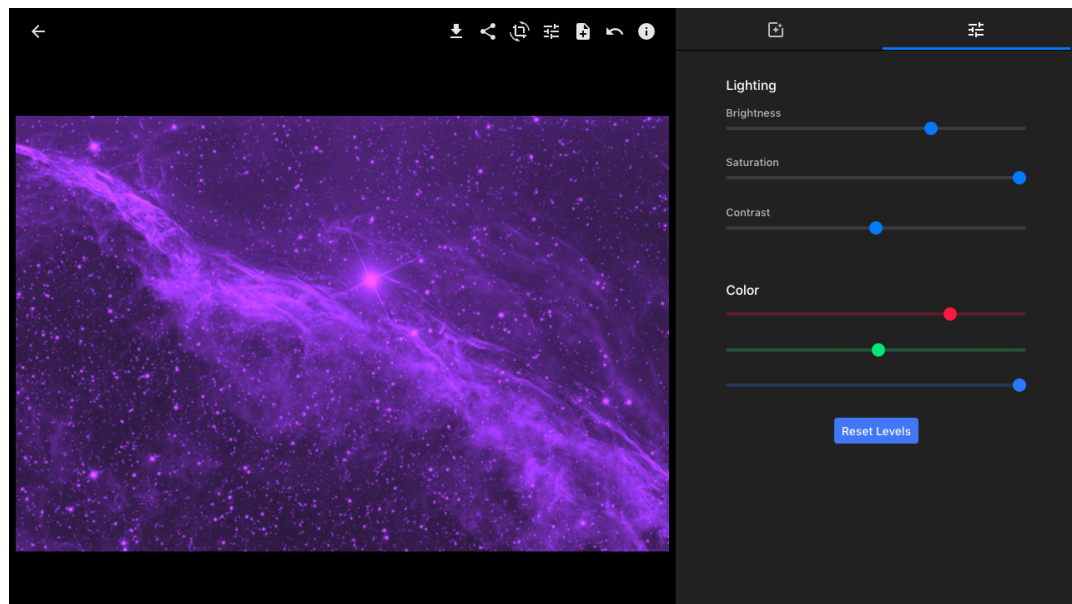 Lighting
Brightness
Saturation
Contrast
Color
Reset Levels